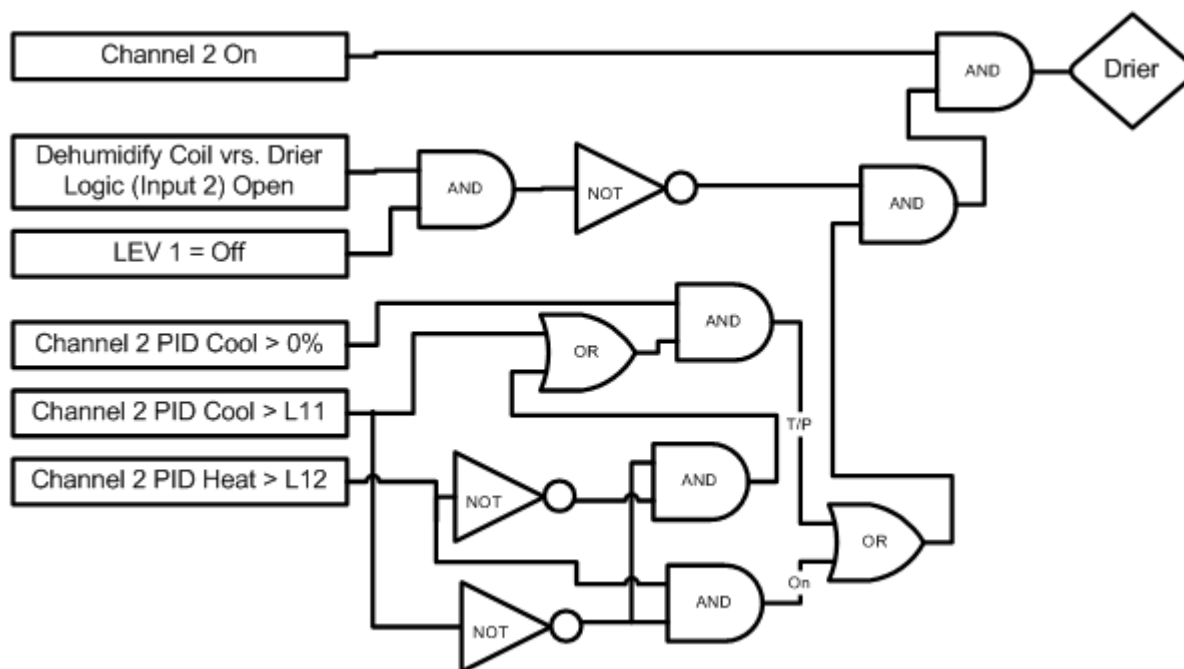 Channel 2 On
AND
Drier
Dehumidify Coil vrs. Drier
Logic (Input 2) Open
AND
NOT
AND
LEV 1 = Off
Channel 2 PID Cool > 0%
AND
OR
Channel 2 PID Cool > L11
T/P
Channel 2 PID Heat > L12
NOT
AND
OR
On
AND
NOT